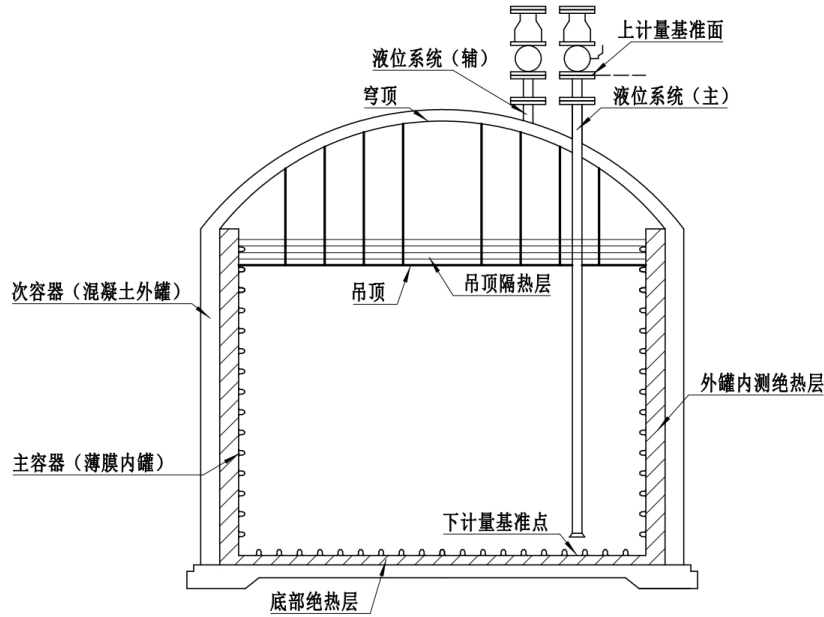 上计量基准面
液位系统（辅）
穹顶
液位系统（主）
吊顶隔热层
吊顶
次容器（混凝土外罐）
外罐内测绝热层
主容器（薄膜内罐）
下计量基准点
底部绝热层